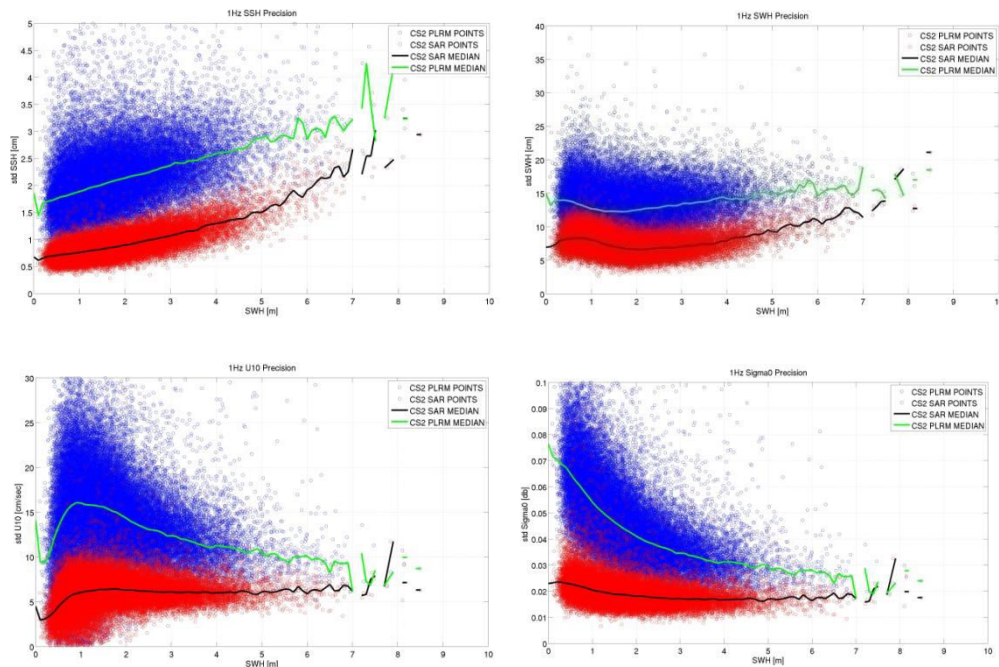 1Hz SSH Precision
5
4.5
4
3.5
3
2.5
2
1.5
1
0.5
0
std SSH [cm]
CS2 PLRM POINTS
CS2 SAR POINTS
CS2 SAR MEDIAN
CS2 PLRM MEDIAN
0 1 2 3 4 5 6 7 8 9 10
SWH [m]
1Hz SWH Precision
40
35
30
25
20
15
10
5
0
std SWH [cm]
CS2 PLRM POINTS
CS2 SAR POINTS
CS2 SAR MEDIAN
CS2 PLRM MEDIAN
0 1 2 3 4 5 6 7 8 9 10
SWH [m]
1Hz U10 Precision
30
25
20
15
10
5
0
std U10 [cm/sec]
CS2 PLRM POINTS
CS2 SAR POINTS
CS2 SAR MEDIAN
CS2 PLRM MEDIAN
0 1 2 3 4 5 6 7 8 9 10
SWH [m]
1Hz Sigma0 Precision
0.1
0.09
0.08
0.07
0.06
0.05
0.04
0.03
0.02
0.01
0
std Sigma0 [db]
CS2 PLRM POINTS
CS2 SAR POINTS
CS2 SAR MEDIAN
CS2 PLRM MEDIAN
0 1 2 3 4 5 6 7 8 9 10
SWH [m]